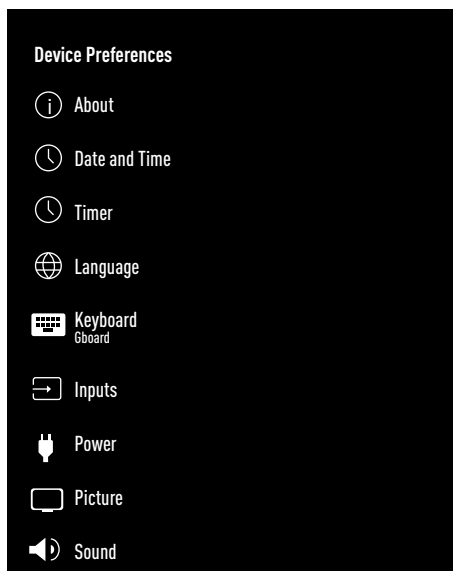 Device Preferences
About
Date and Time
Timer
Language
Keyboard
Gboard
Inputs
Power
Picture
Sound